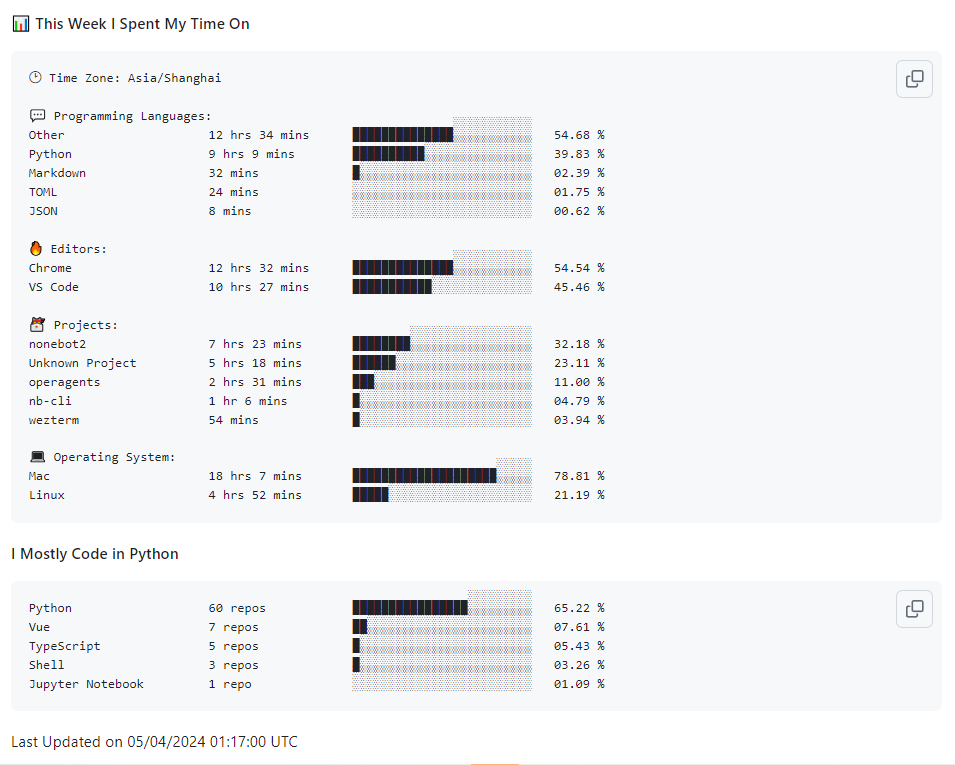 📊 This Week I Spent My Time On
🕑︎ Time Zone: Asia/Shanghai
💬 Programming Languages:
Other 12 hrs 34 mins 54.68 %
Python 9 hrs 9 mins 39.83 %
Markdown 32 mins 02.39 %
TOML 24 mins 01.75 %
JSON 8 mins 00.62 %
🔥 Editors:
Chrome 12 hrs 32 mins 54.54 %
VS Code 10 hrs 27 mins 45.46 %
🐱‍💻 Projects:
nonebot2 7 hrs 23 mins 32.18 %
Unknown Project 5 hrs 18 mins 23.11 %
operagents 2 hrs 31 mins 11.00 %
nb-cli 1 hr 6 mins 04.79 %
wezterm 54 mins 03.94 %
💻 Operating System:
Mac 18 hrs 7 mins 78.81 %
Linux 4 hrs 52 mins 21.19 %
I Mostly Code in Python
Python 60 repos 65.22 %
Vue 7 repos 07.61 %
TypeScript 5 repos 05.43 %
Shell 3 repos 03.26 %
Jupyter Notebook 1 repo 01.09 %
Last Updated on 05/04/2024 01:17:00 UTC